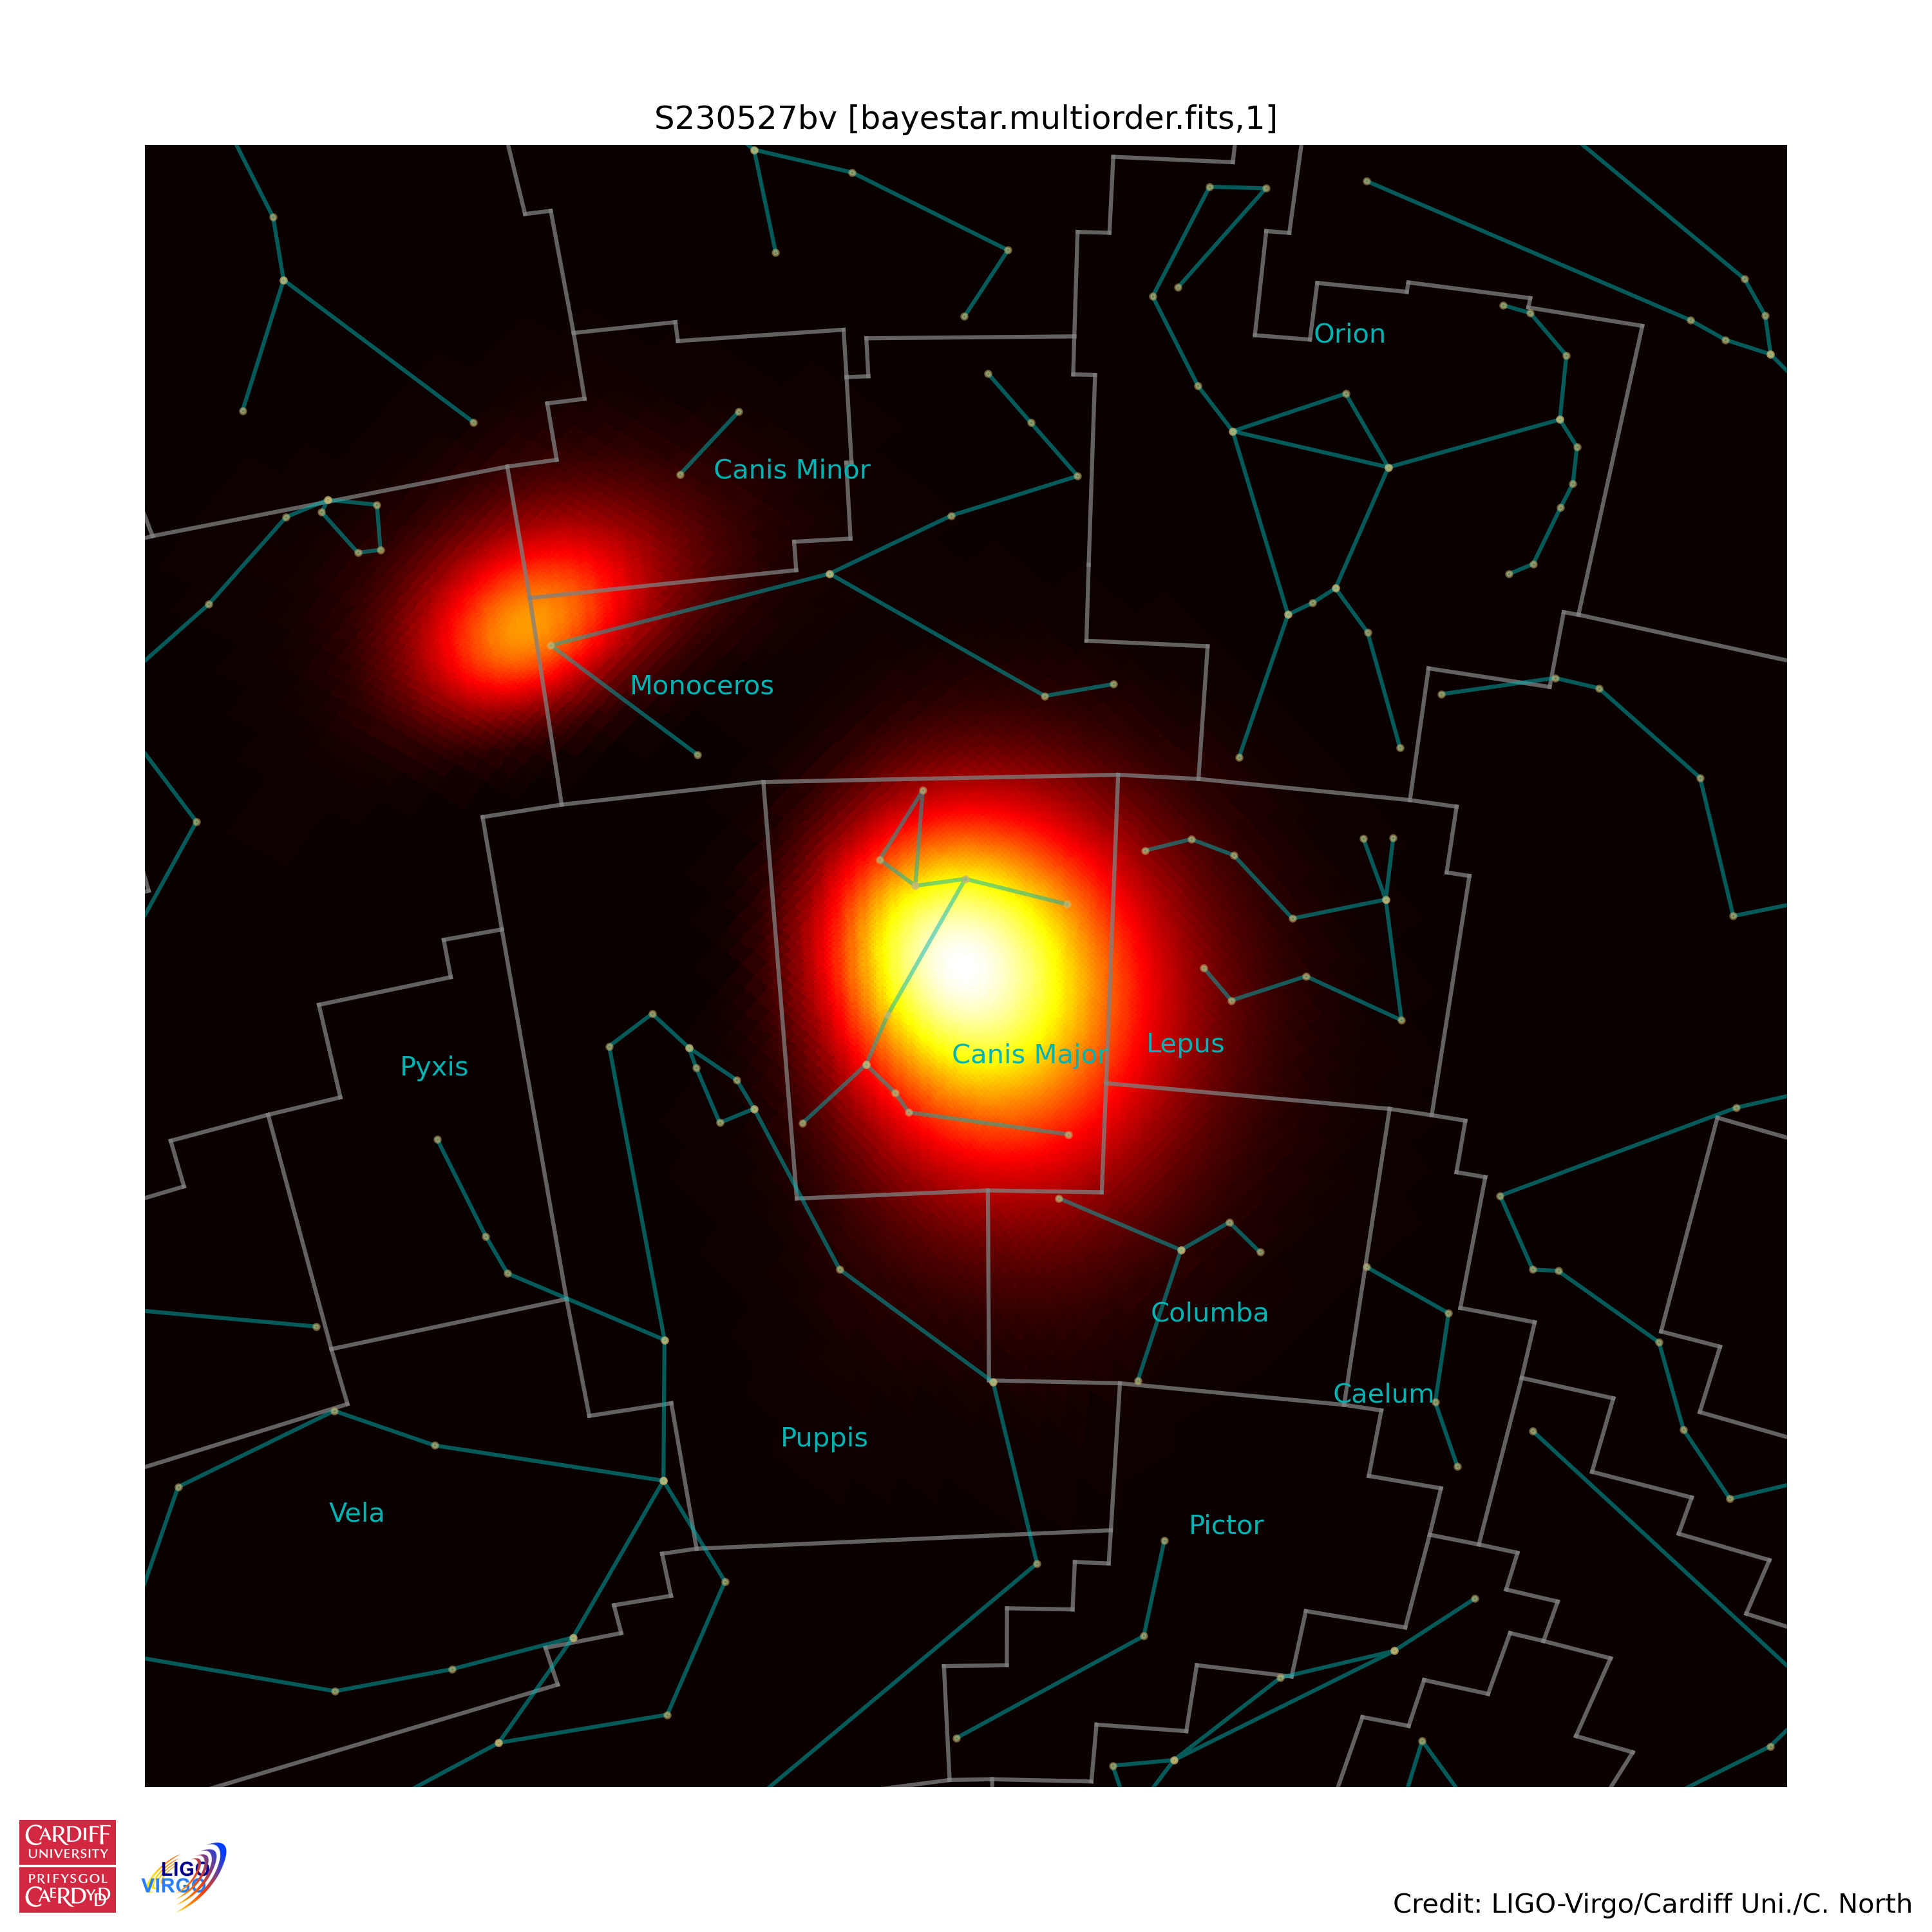 S230527bv [bayestar.multiorder.fits,1]
Orion
Canis Minor
Monoceros
Canis Major
Lepus
Pyxis
Columba
Caelum
Puppis
Vela
Pictor
CARDIFF
UNIVERSITY
PRIFYSGOL
CAERDYDD
LIGO
VIRGO
Credit: LIGO-Virgo/Cardiff Uni./C. North